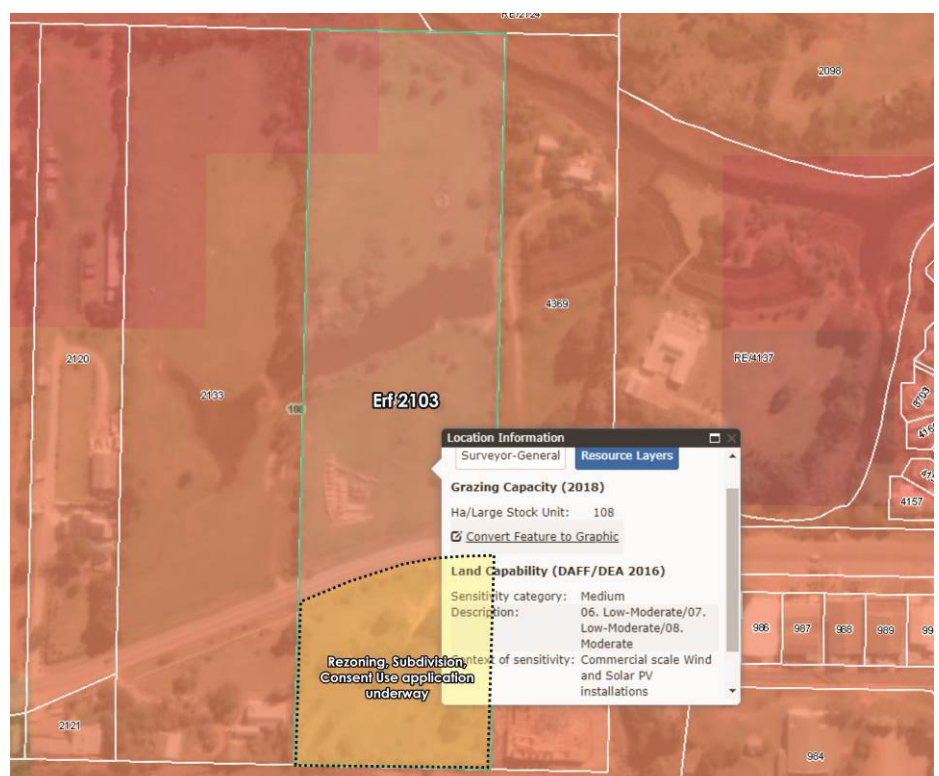 RE/2124
2098
4369
2120
2133
108
RE/4137
Erf 2103
8703
4157
Location Information
Surveyor-General
Resource Layers
Grazing Capacity (2018)
Ha/Large Stock Unit: 108
Convert Feature to Graphic
Land Capability (DAFF/DEA 2016)
Sensitivity category: Medium
Description: 06. Low-Moderate/07.
Low-Moderate/08.
Moderate
Context of sensitivity: Commercial scale Wind
and Solar PV
installations
986
987
988
989
Rezoning, Subdivision,
Consent Use application
underway
2121
984